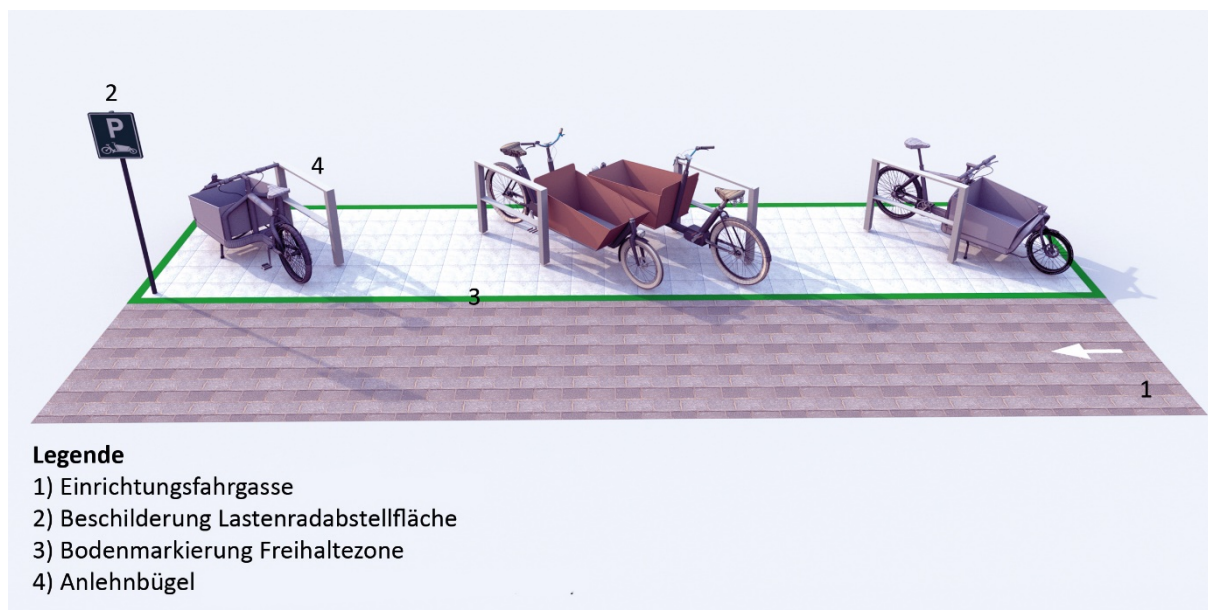 2
P
4
3
1
Legende
1) Einrichtungsfahrgasse
2) Beschilderung Lastenradabstellfläche
3) Bodenmarkierung Freihaltezone
4) Anlehnbügel